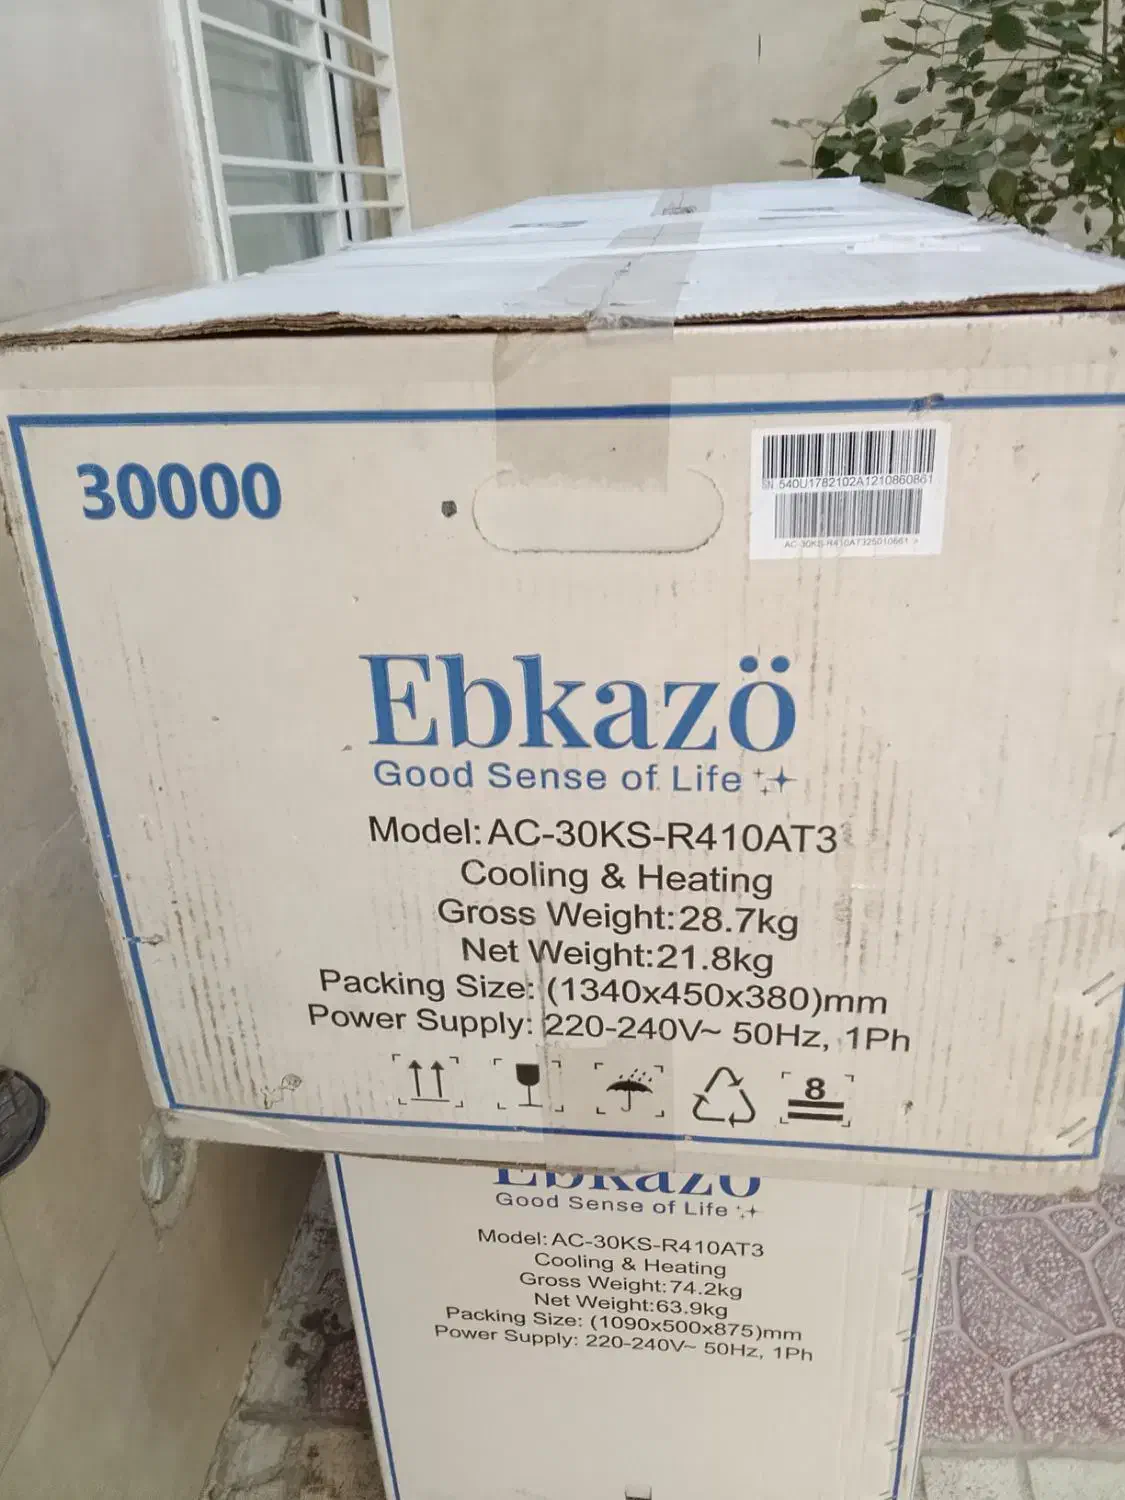 30000
SN 540U1782102A1210860861
Ebkazö
Good Sense of Life
Model: AC-30KS-R410AT3
Cooling & Heating
Gross Weight:28.7kg
Net Weight:21.8kg
Packing Size: (1340x450x380)mm
Power Supply: 220-240V~ 50Hz, 1Ph
8
Ebkazö
Good Sense of Life
Model: AC-30KS-R410AT3
Cooling & Heating
Gross Weight:74.2kg
Net Weight:63.9kg
Packing Size: (1090x500x875)mm
Power Supply: 220-240V~ 50Hz, 1Ph